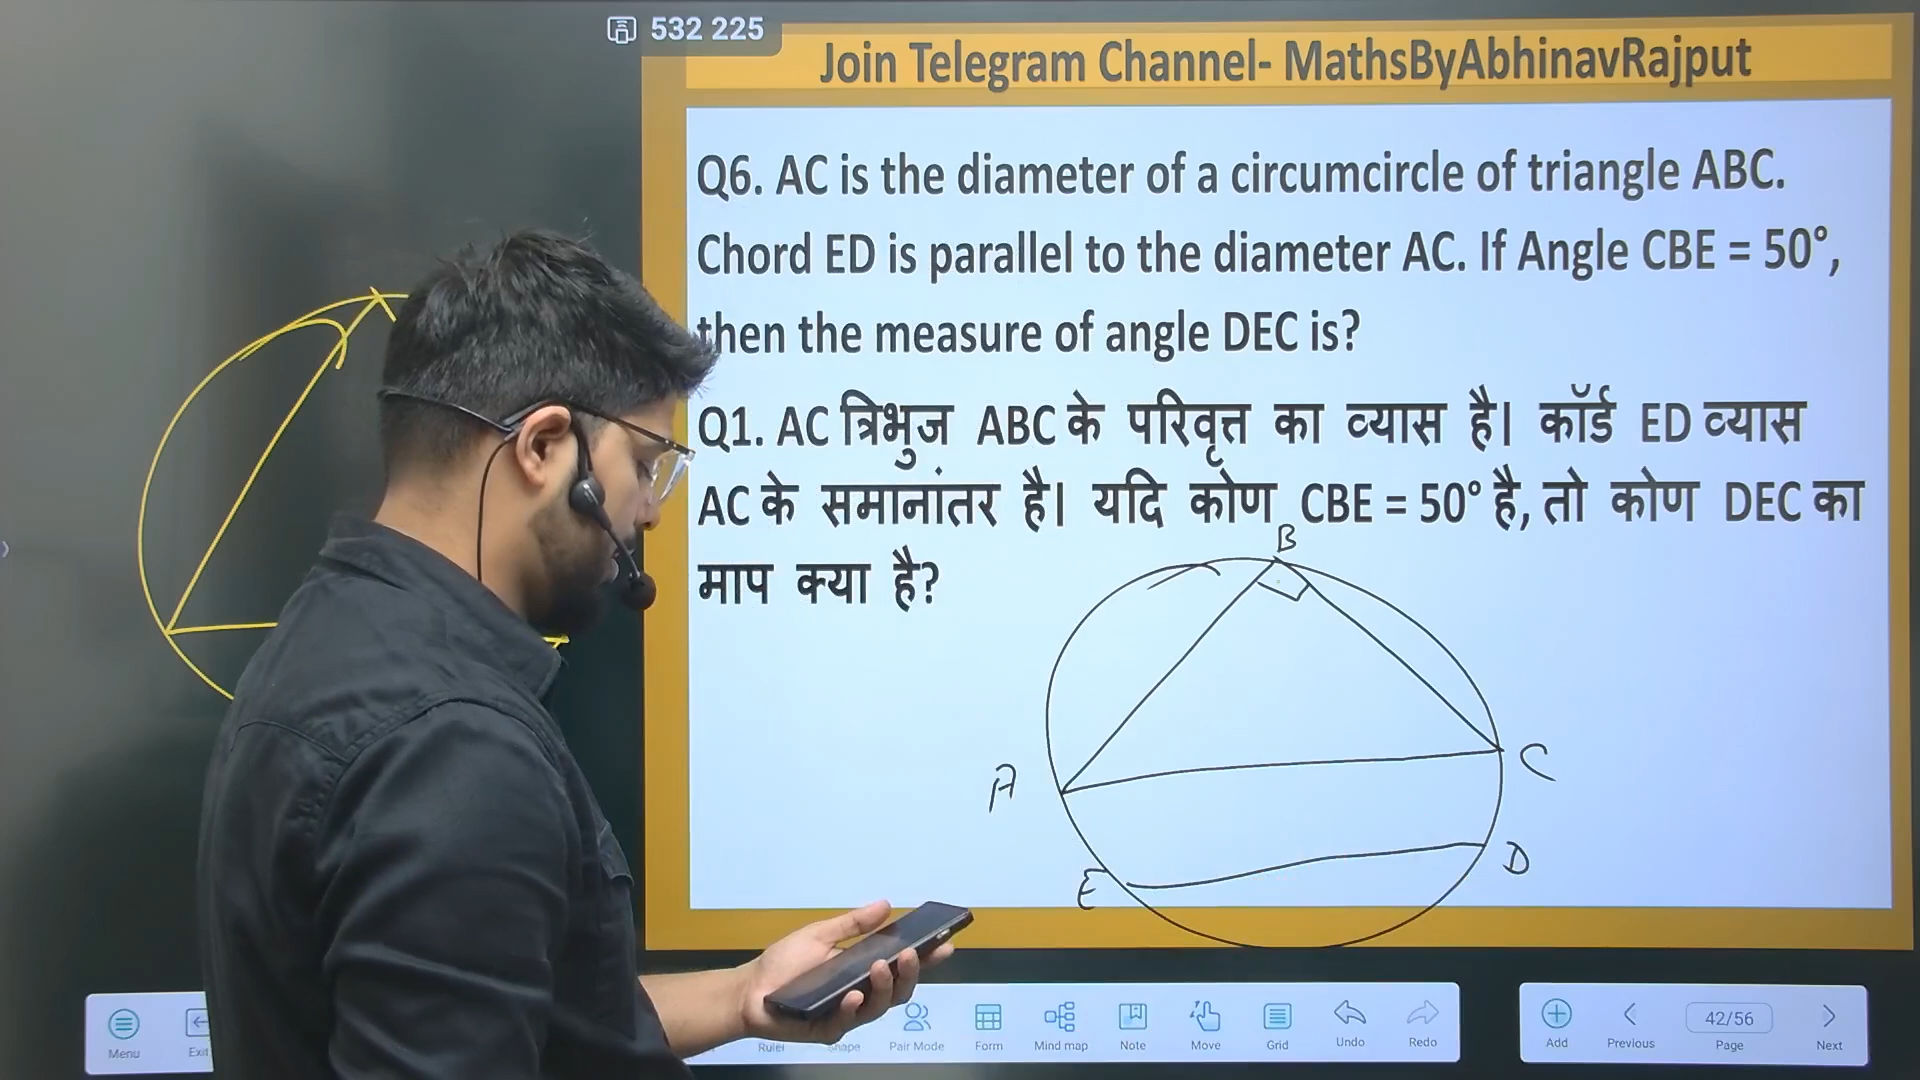 532 225
Join Telegram Channel- MathsByAbhinavRajput
Q6. AC is the diameter of a circumcircle of triangle ABC.
Chord ED is parallel to the diameter AC. If Angle CBE = 50°,
then the measure of angle DEC is?
Q1. AC त्रिभुज ABC के परिवृत्त का व्यास है। कॉर्ड ED व्यास
AC के समानांतर है। यदि कोण CBE = 50° है, तो कोण DEC का
माप क्या है?
B
A
C
E
D
Menu
Exit
Pair Mode
Form
Mind map
Note
Move
Grid
Undo
Redo
Add
Previous
42/56
Page
Next